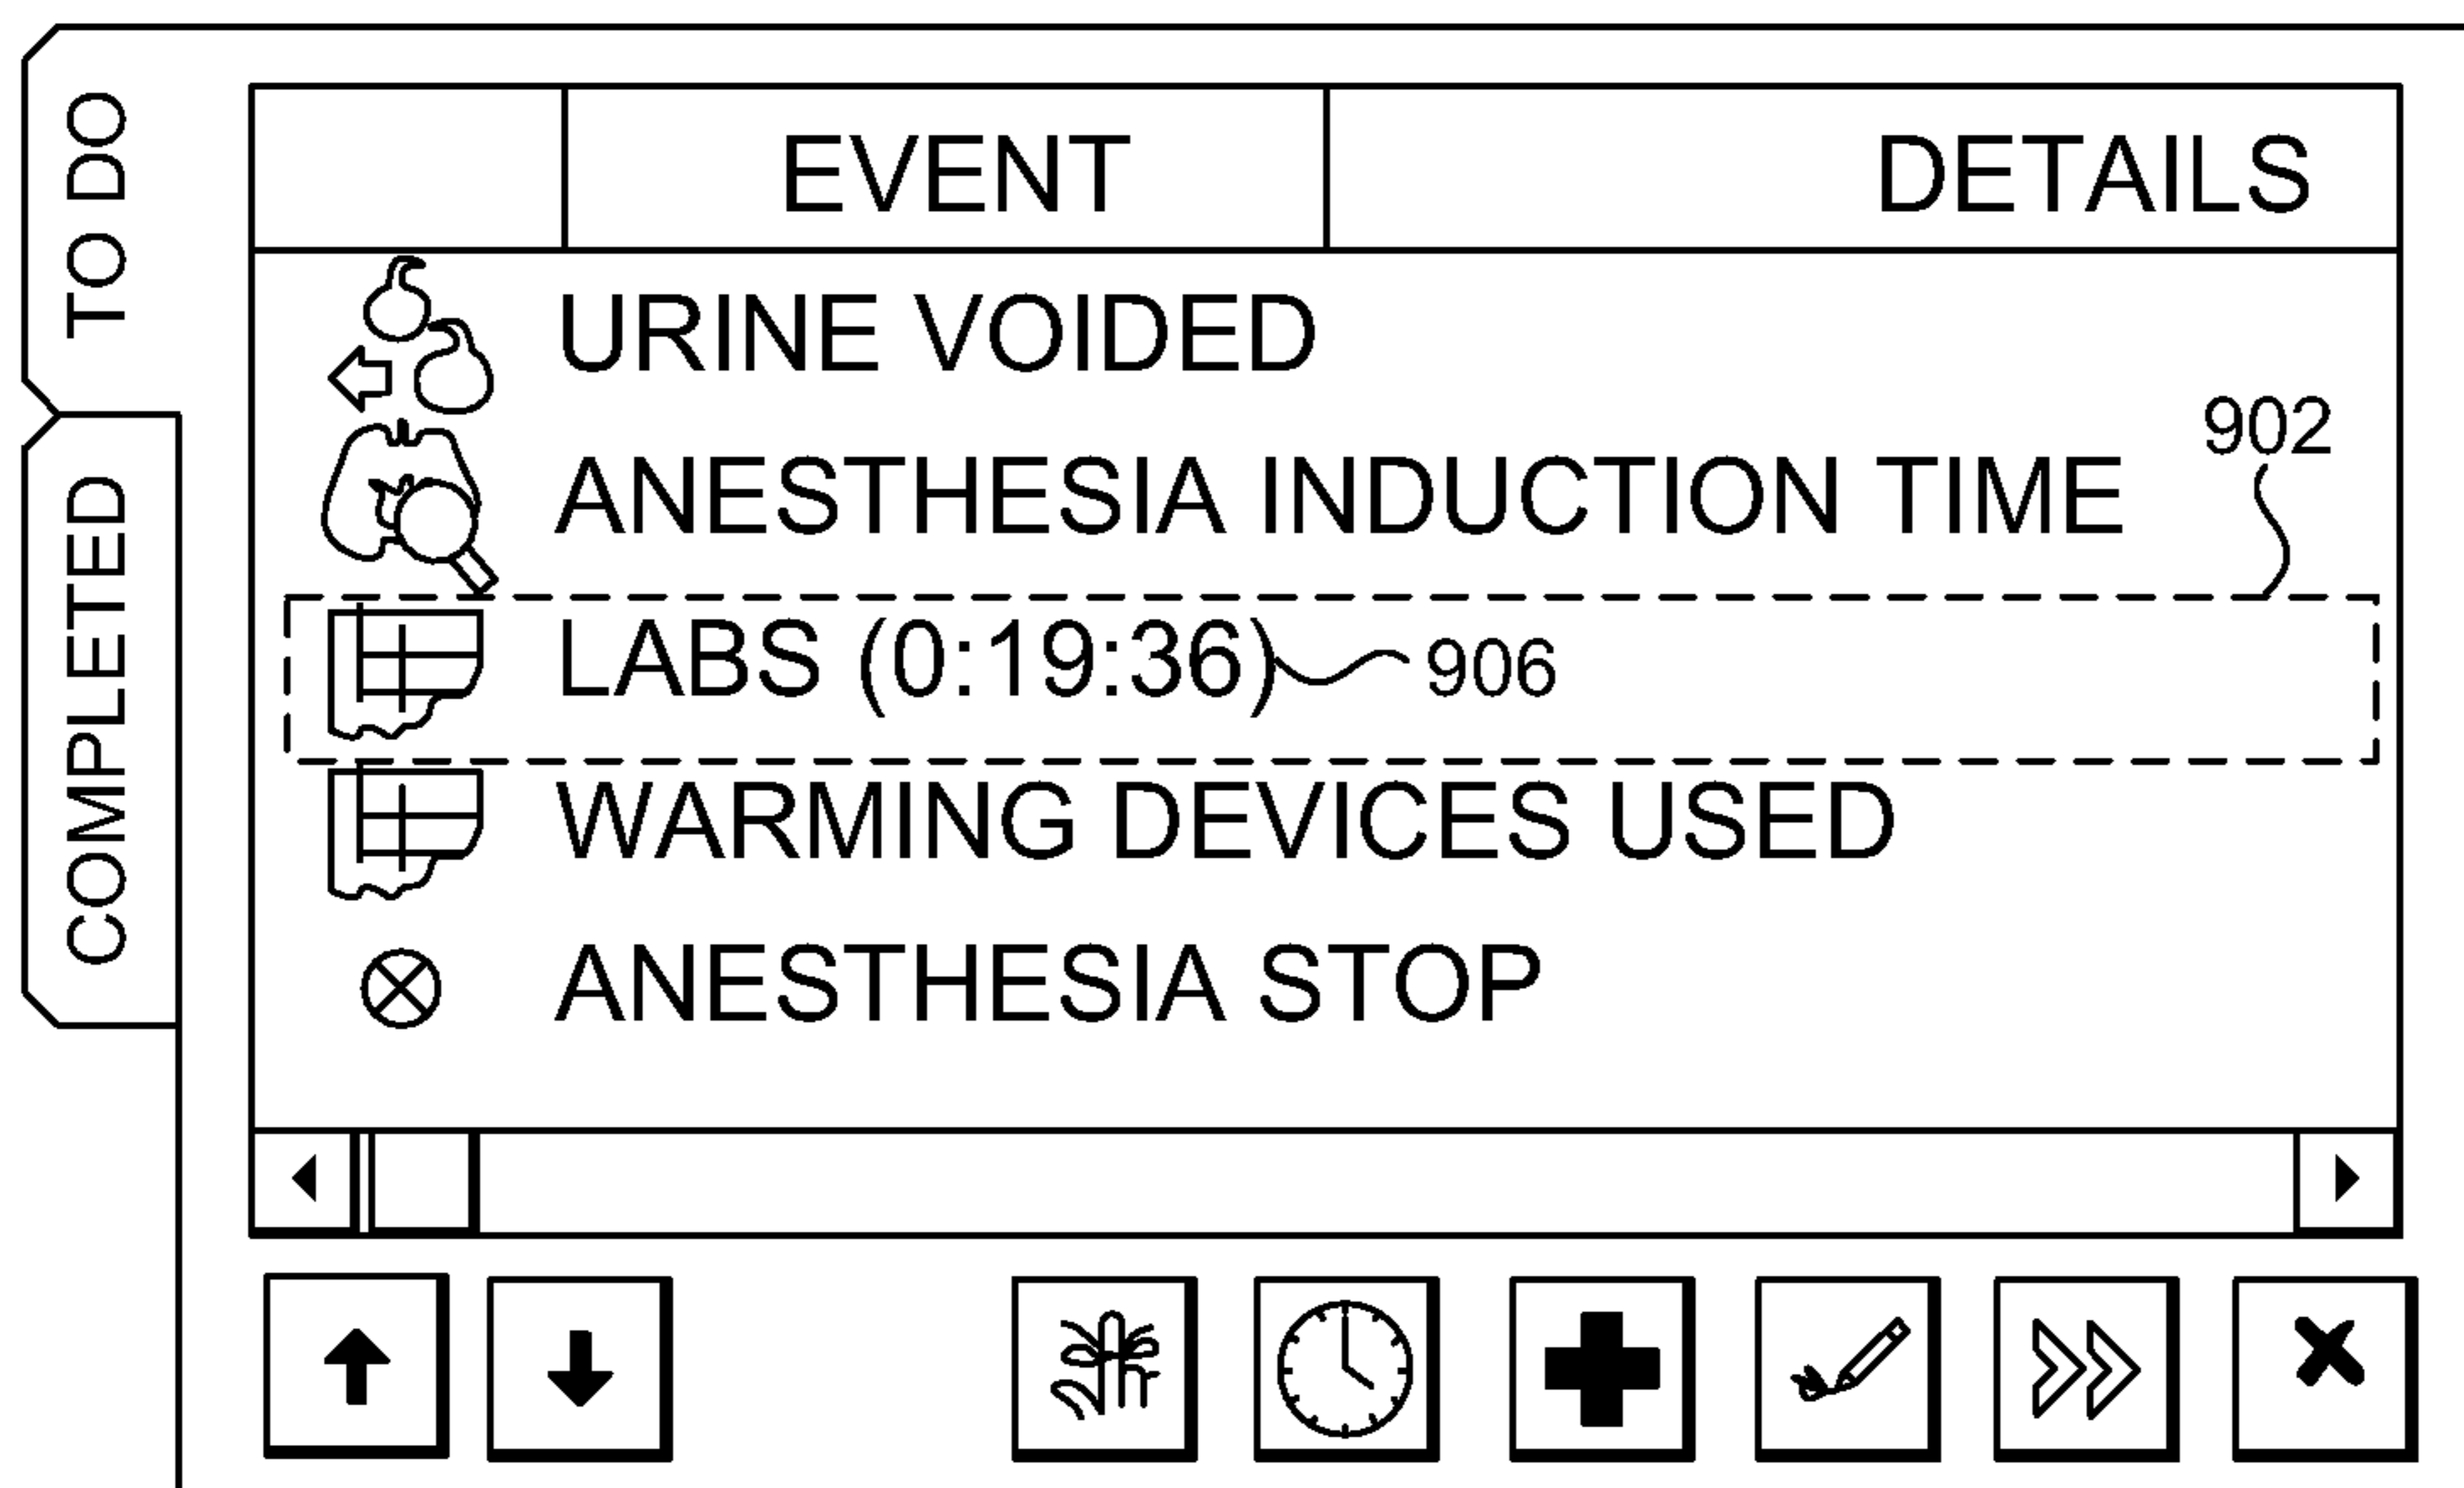 TO DO
COMPLETED
EVENT DETAILS
URINE VOIDED
902
ANESTHESIA INDUCTION TIME
LABS (0:19:36) 906
WARMING DEVICES USED
ANESTHESIA STOP